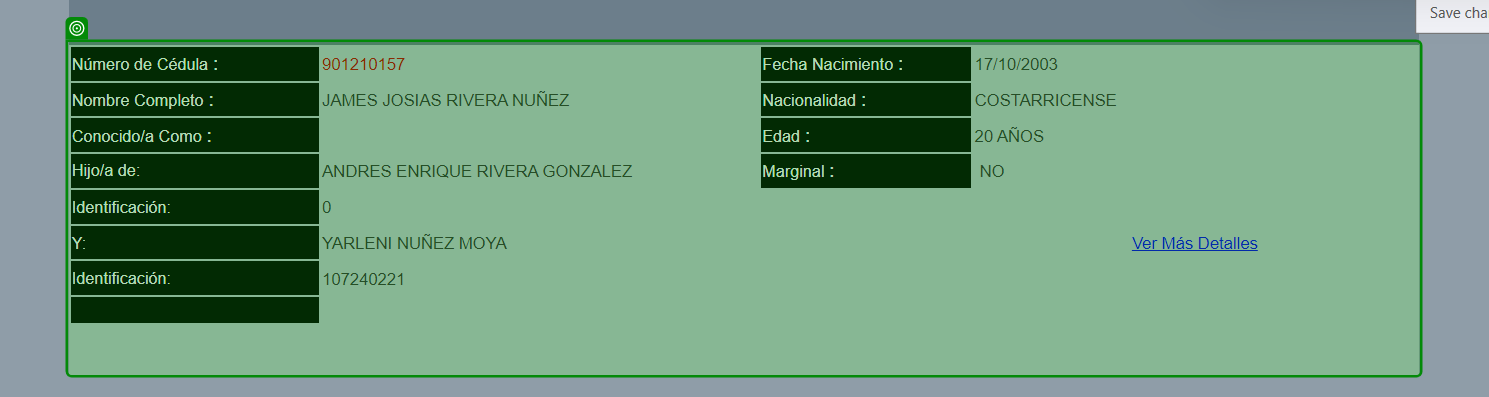 Save cha
Número de Cédula : 901210157 Fecha Nacimiento : 17/10/2003
Nombre Completo : JAMES JOSIAS RIVERA NUÑEZ Nacionalidad : COSTARRICENSE
Conocido/a Como : Edad : 20 AÑOS
Hijo/a de: ANDRES ENRIQUE RIVERA GONZALEZ Marginal : NO
Identificación: 0
Y: YARLENI NUÑEZ MOYA Ver Más Detalles
Identificación: 107240221